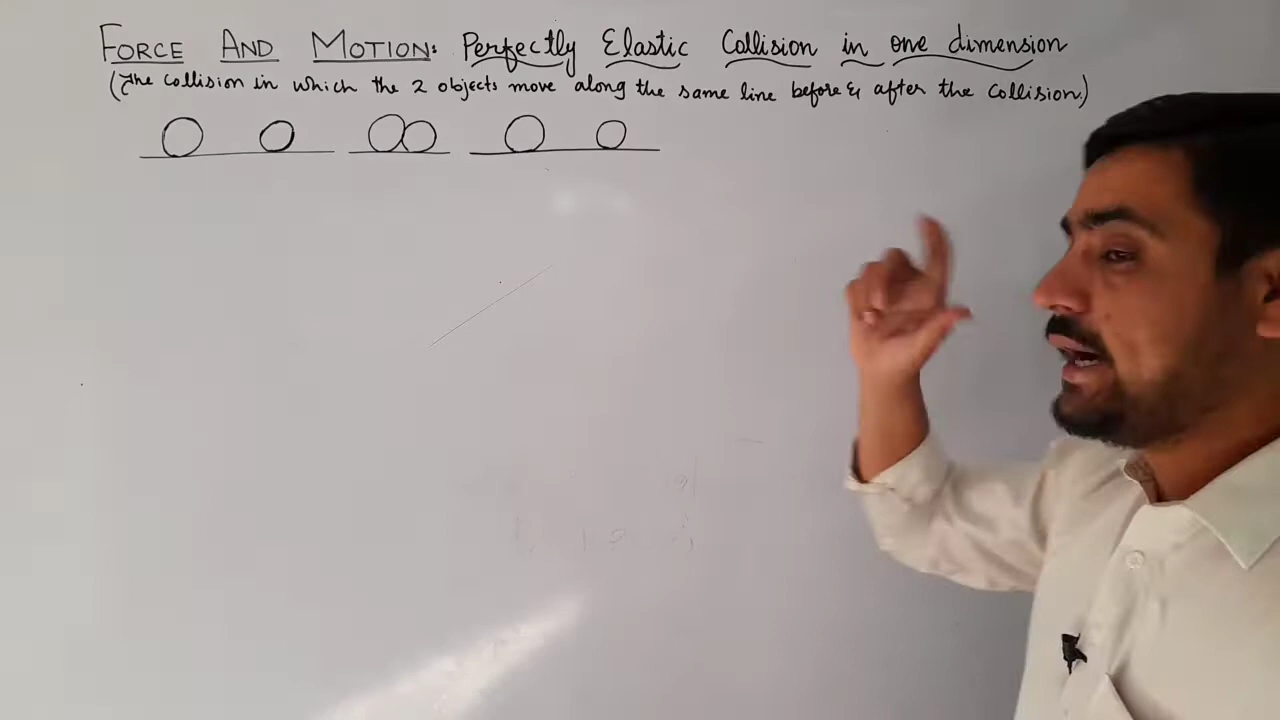 FORCE AND MOTION: Perfectly Elastic Collision in one dimension
(The collision in which the 2 objects move along the same line before & after the collision.)